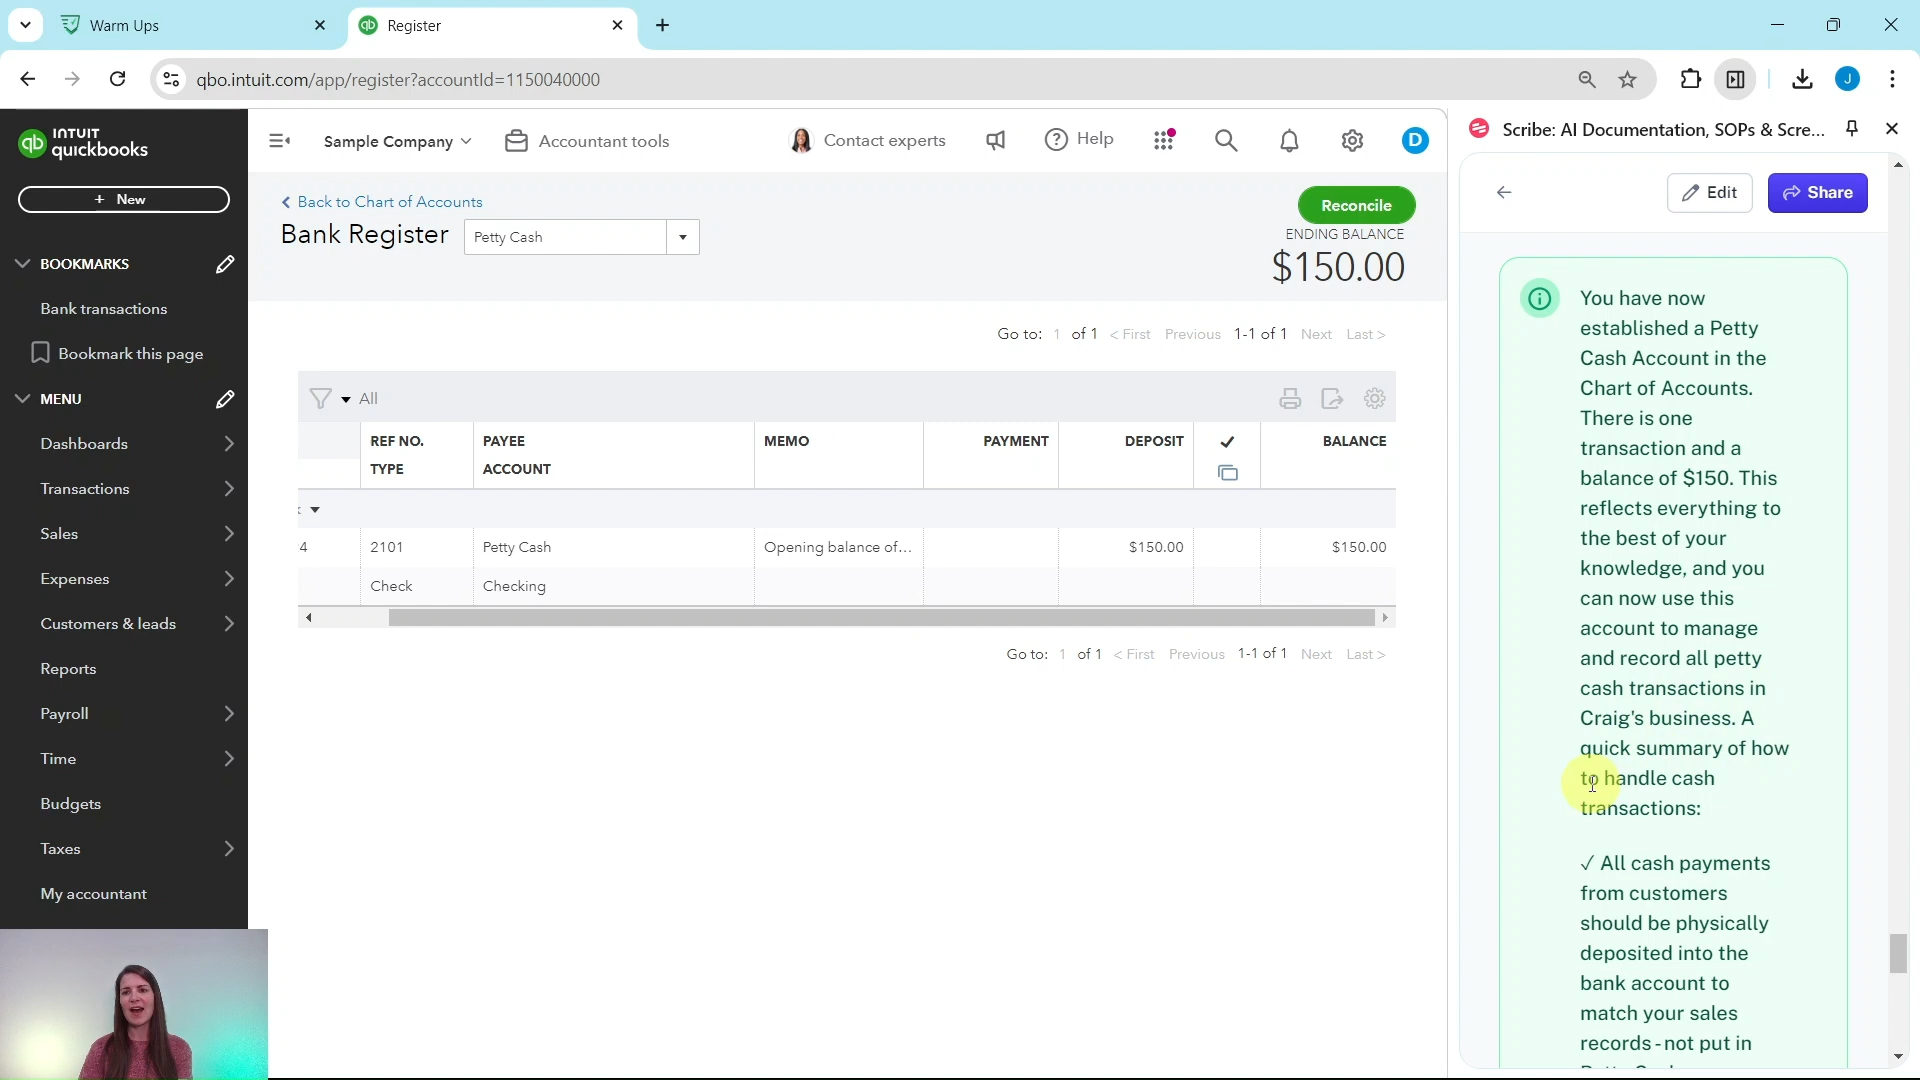 Warm Ups
Register
qbo.intuit.com/app/register?accountId=1150040000
J
INTUIT
quickbooks
qb
+ New
BOOKMARKS
Bank transactions
Bookmark this page
MENU
Dashboards
Transactions
Sales
Expenses
Customers & leads
Reports
Payroll
Time
Budgets
Taxes
My accountant
Sample Company
Accountant tools
Contact experts
Help
D
Back to Chart of Accounts
Bank Register
Petty Cash
Reconcile
ENDING BALANCE
$150.00
Go to: 1 of 1 < First Previous 1-1 of 1 Next Last >
All
REF NO. PAYEE MEMO PAYMENT DEPOSIT ✓ BALANCE
TYPE ACCOUNT
4 2101 Petty Cash Opening balance of... $150.00 $150.00
Check Checking
Go to: 1 of 1 < First Previous 1-1 of 1 Next Last >
Scribe: AI Documentation, SOPs & Scre...
Edit
Share
You have now
established a Petty
Cash Account in the
Chart of Accounts.
There is one
transaction and a
balance of $150. This
reflects everything to
the best of your
knowledge, and you
can now use this
account to manage
and record all petty
cash transactions in
Craig's business. A
quick summary of how
to handle cash
transactions:
✓ All cash payments
from customers
should be physically
deposited into the
bank account to
match your sales
records - not put in